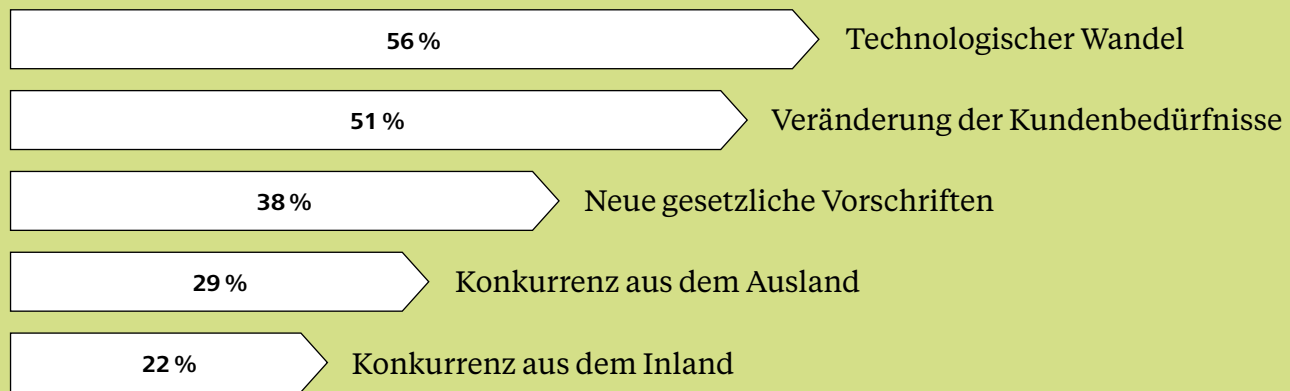 56 % Technologischer Wandel
51 % Veränderung der Kundenbedürfnisse
38 % Neue gesetzliche Vorschriften
29 % Konkurrenz aus dem Ausland
22 % Konkurrenz aus dem Inland